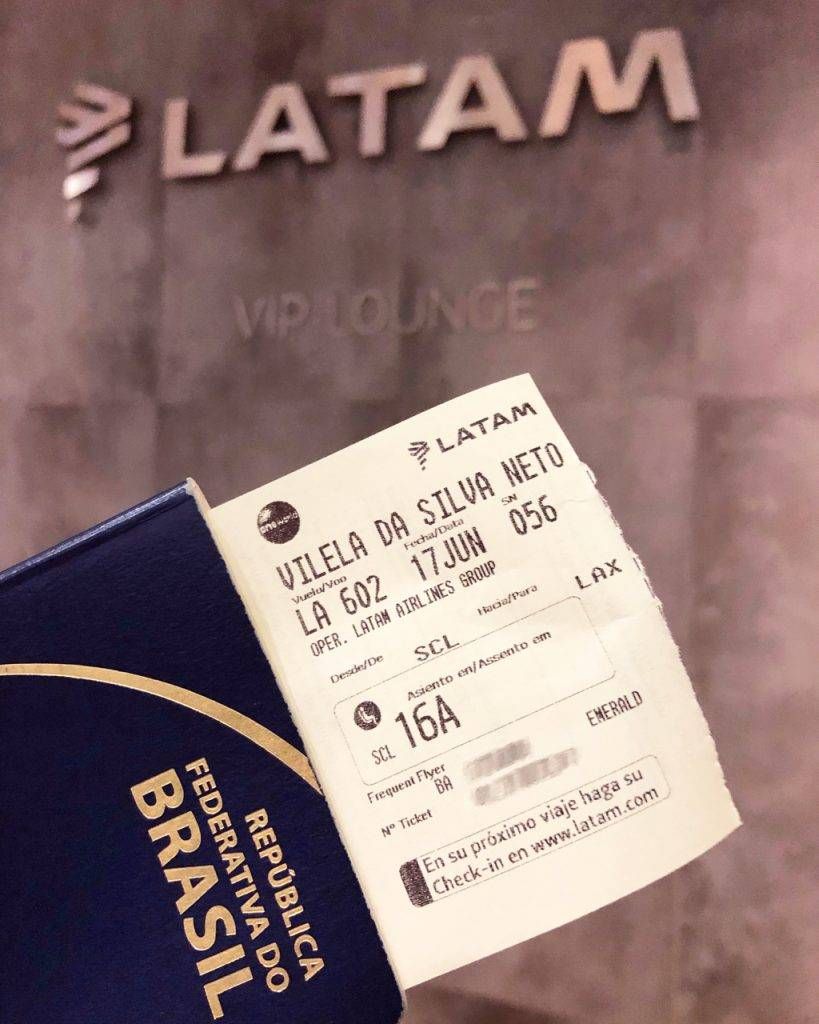 LATAM
VIP LOUNGE
LATAM
oneworld
VILELA DA SILVA NETO
Vuelo/Voo Fecha/Data SN
LA 602 17JUN 056
OPER. LATAM AIRLINES GROUP
Desde/De SCL Hacia/Para LAX
Asiento en/Assento em
SCL 16A
Frequent Flyer BA EMERALD
Nº Ticket
En su próximo viaje haga su
Check-in en www.latam.com
REPÚBLICA
FEDERATIVA DO
BRASIL